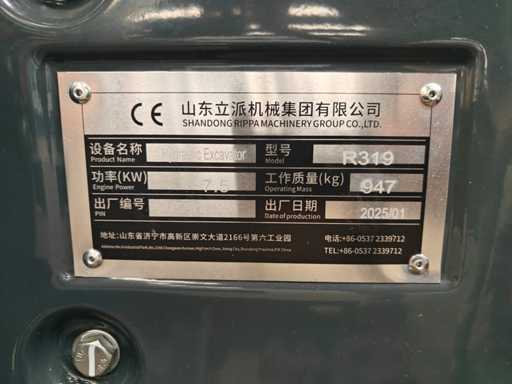 CE 山东立派机械集团有限公司
SHANDONG RIPPA MACHINERY GROUP CO.,LTD.
设备名称 Hydraulic Excavator 型号 R319
Product Name Model
功率(KW) 工作质量(kg) 947
Engine Power Operating Mass
出厂编号 出厂日期 2025/01
PIN Date of production
地址:山东省济宁市高新区崇文大道2166号第六工业园 电话:+86-0537 2339712
TEL:+86-0537 2339712